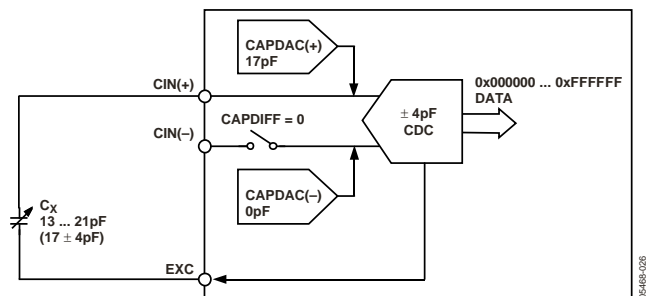 CAPDAC(+)
17pF
CIN(+)
0x000000 ... 0xFFFFFF
DATA
CAPDIFF = 0
± 4pF
CDC
CIN(–)
CAPDAC(–)
0pF
CX
13 ... 21pF
(17 ± 4pF)
EXC
05468-026